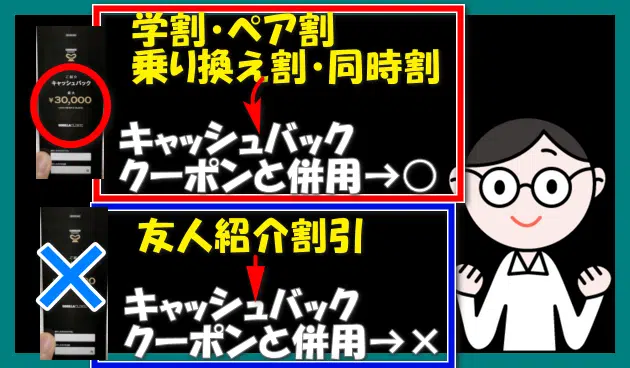 学割・ペア割
乗り換え割・同時割
キャッシュバック
クーポンと併用→○
ご紹介
キャッシュバック
最大
¥30,000
友人紹介割引
キャッシュバック
クーポンと併用→×